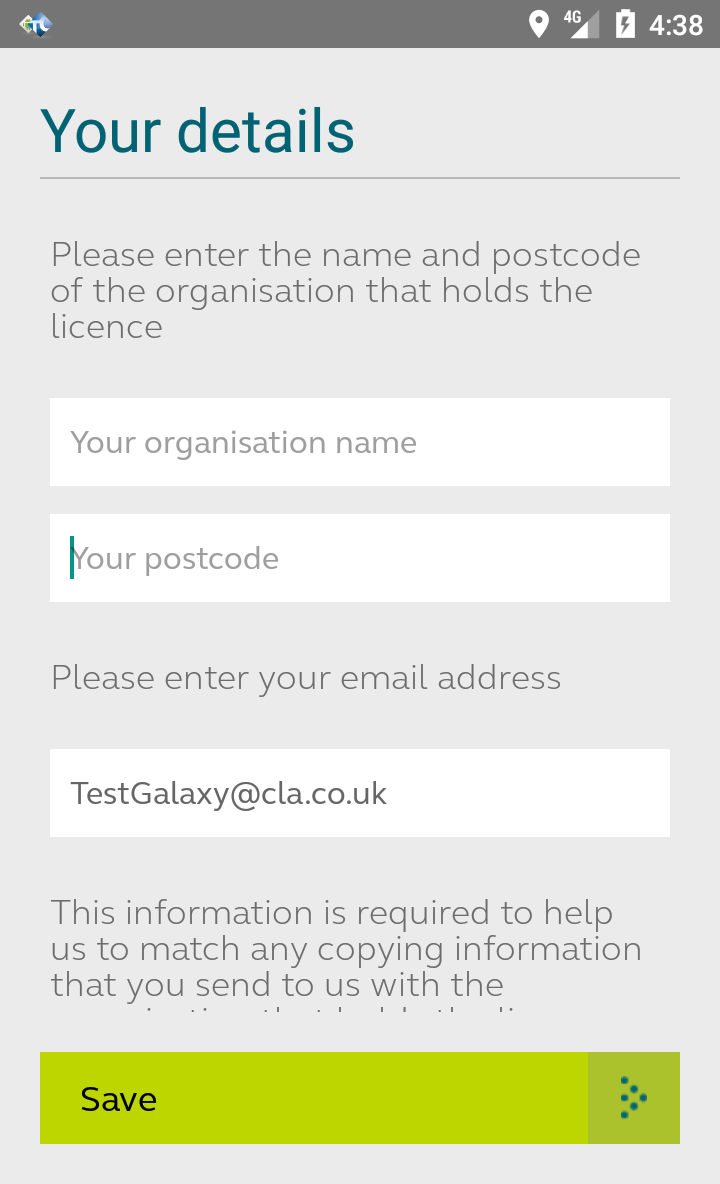 4G 4:38
Your details
Please enter the name and postcode
of the organisation that holds the
licence
Your organisation name
Your postcode
Please enter your email address
TestGalaxy@cla.co.uk
This information is required to help
us to match any copying information
that you send to us with the
Save